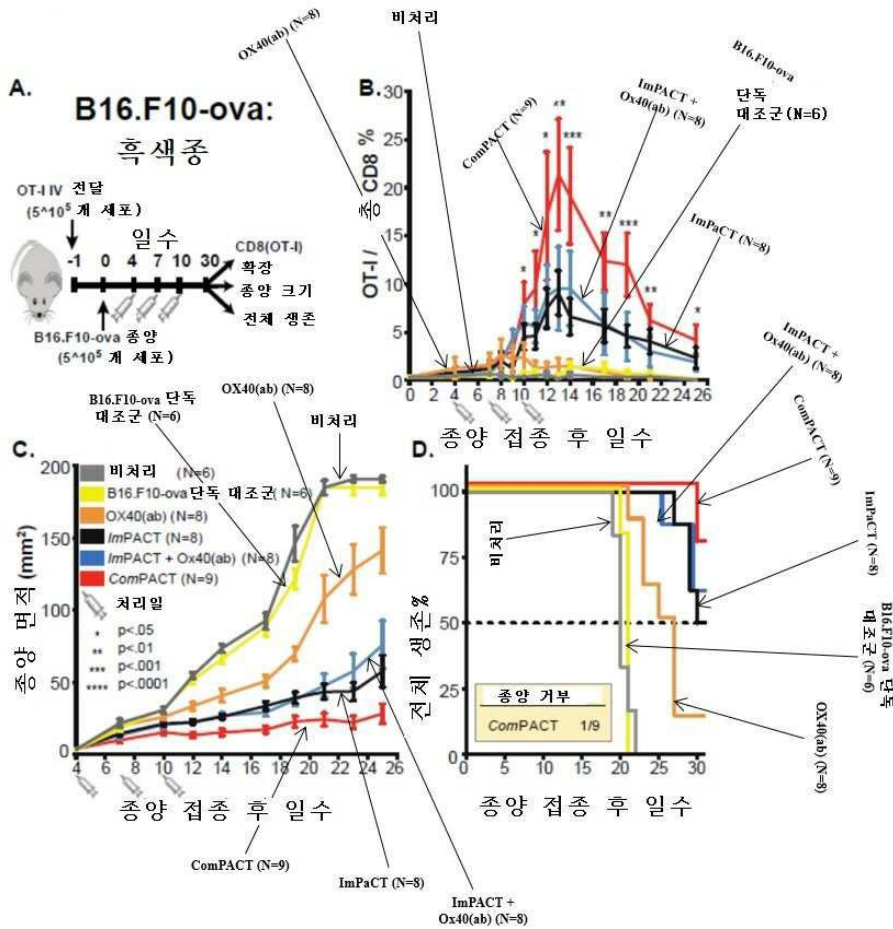 OX40(ab) (N=8)
비처리
A.
B16.F10-ova:
흑색종
OT-I IV 전달
(5^10⁵ 개 세포)
일수
-1 0 4 7 10 30
CD8(OT-I)
확장
종양 크기
전체 생존
B16.F10-ova 종양
(5^10⁵ 개 세포)
B.
ComPACT (N=9)
ImPACT +
Ox40(ab) (N=8)
B16.F10-ova
단독
대조군(N=6)
ImPaCT (N=8)
OT-I / 총 CD8 %
30
25
20
15
10
5
0
* * * ** *** ** *** ** *
0 2 4 6 8 10 12 14 17 19 21 25 26
종양 접종 후 일수
C.
B16.F10-ova 단독
대조군 (N=6)
OX40(ab) (N=8)
비처리
종양 면적 (mm²)
200
150
100
50
0
비처리 (N=6)
B16.F10-ova 단독 대조군 (N=6)
OX40(ab) (N=8)
ImPACT (N=8)
ImPACT + Ox40(ab) (N=8)
ComPACT (N=9)
처리일
* p<.05
** p<.01
*** p<.001
**** p<.0001
4 6 8 10 12 14 16 18 20 22 24 26
종양 접종 후 일수
ComPACT (N=9)
ImPaCT (N=8)
ImPACT +
Ox40(ab) (N=8)
D.
ImPACT +
Ox40(ab) (N=8)
ComPACT (N=9)
ImPaCT (N=8)
B16.F10-ova 단독
대조군 (N=6)
OX40(ab) (N=8)
비처리
전체 생존%
100
75
50
25
0
종양 거부
ComPACT 1/9
0 5 10 15 20 25 30
종양 접종 후 일수